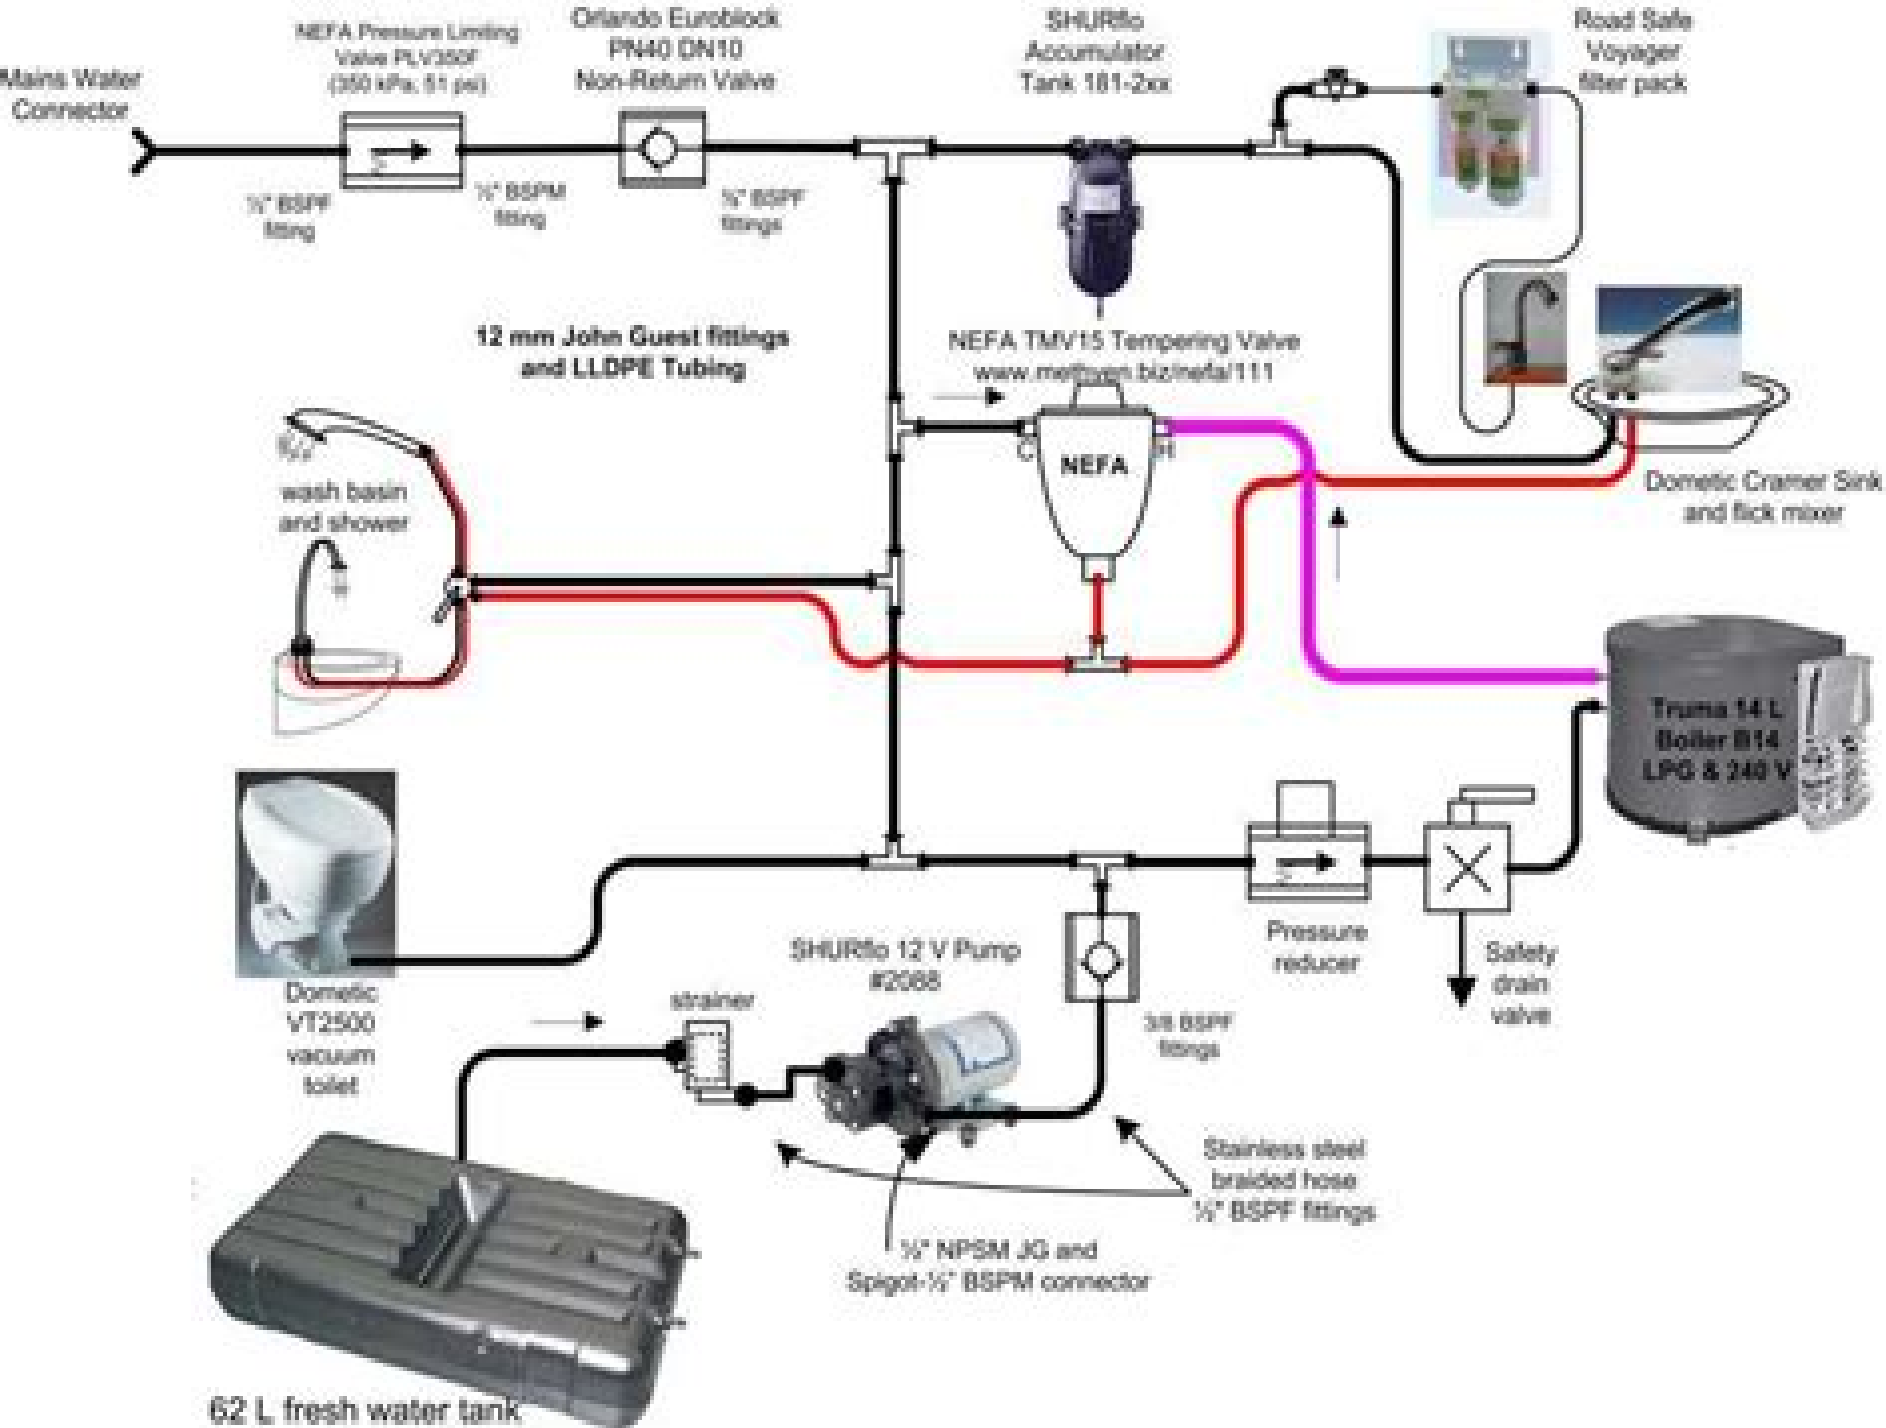 Mains Water
Connector
NEFA Pressure Limiting
Valve PLV350F
(350 kPa, 51 psi)
Orlando Euroblock
PN40 DN10
Non-Return Valve
SHURflo
Accumulator
Tank 181-2xx
Road Safe
Voyager
filter pack
½" BSPF
fitting
½" BSPM
fitting
BSPF
fittings
12 mm John Guest fittings
and LLDPE Tubing
NEFA TMV15 Tempering Valve
www.methven.biz/nefa/111
C
NEFA
H
wash basin
and shower
Dometic Cramer Sink
and flick mixer
Truma 14 L
Boiler B14
LPG & 240 V
Dometic
VT2500
vacuum
toilet
SHURflo 12 V Pump
#2088
strainer
Pressure
reducer
Safety
drain
valve
3/8 BSPF
fittings
Stainless steel
braided hose
½" BSPF fittings
½" NPSM JG and
Spigot-½" BSPM connector
62 L fresh water tank